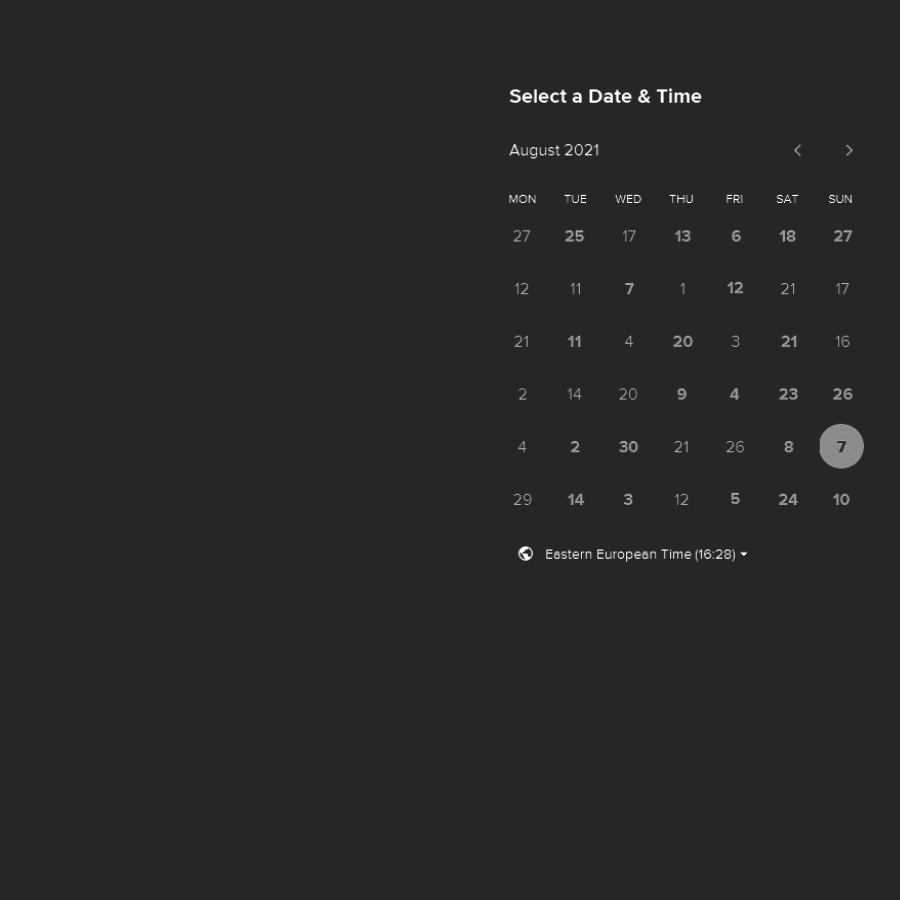 Select a Date & Time
August 2021
MON TUE WED THU FRI SAT SUN
27 25 17 13 6 18 27
12 11 7 1 12 21 17
21 11 4 20 3 21 16
2 14 20 9 4 23 26
4 2 30 21 26 8 7
29 14 3 12 5 24 10
Eastern European Time (16:28)